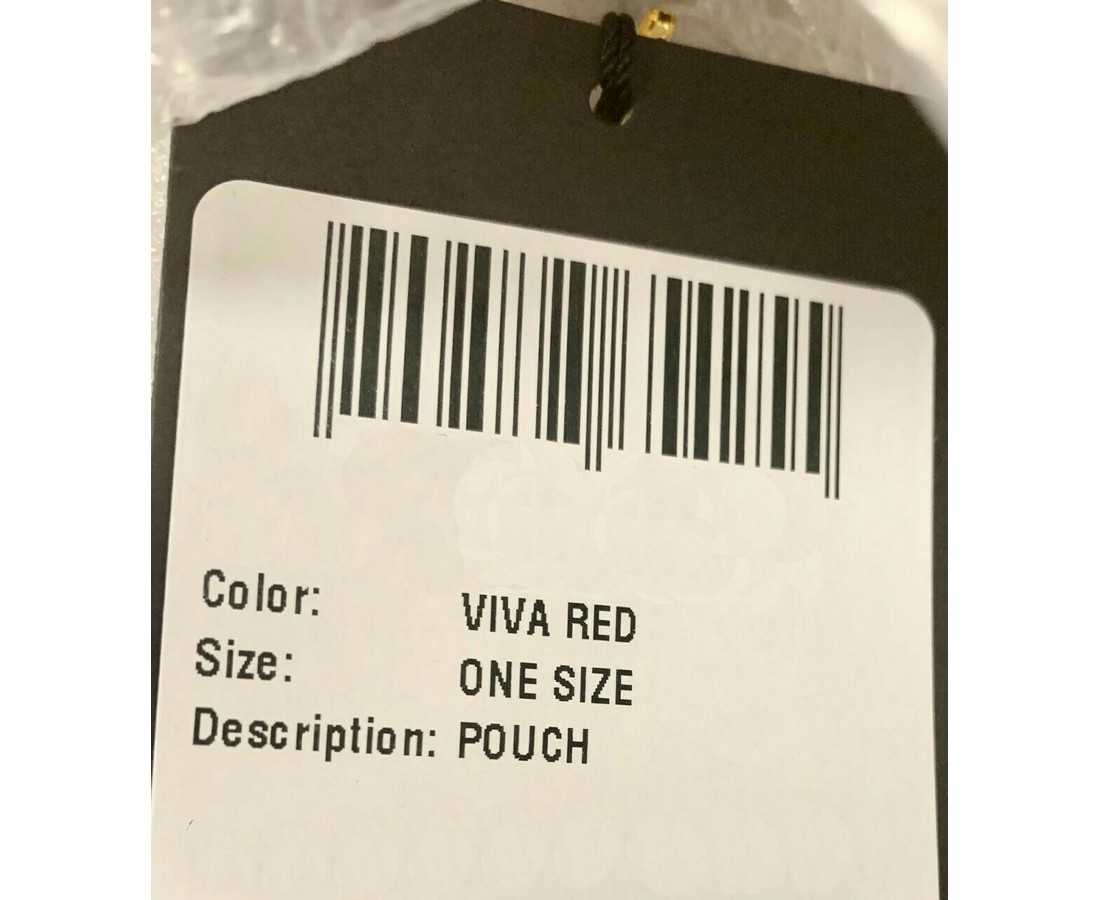 Color: VIVA RED
Size: ONE SIZE
Description: POUCH